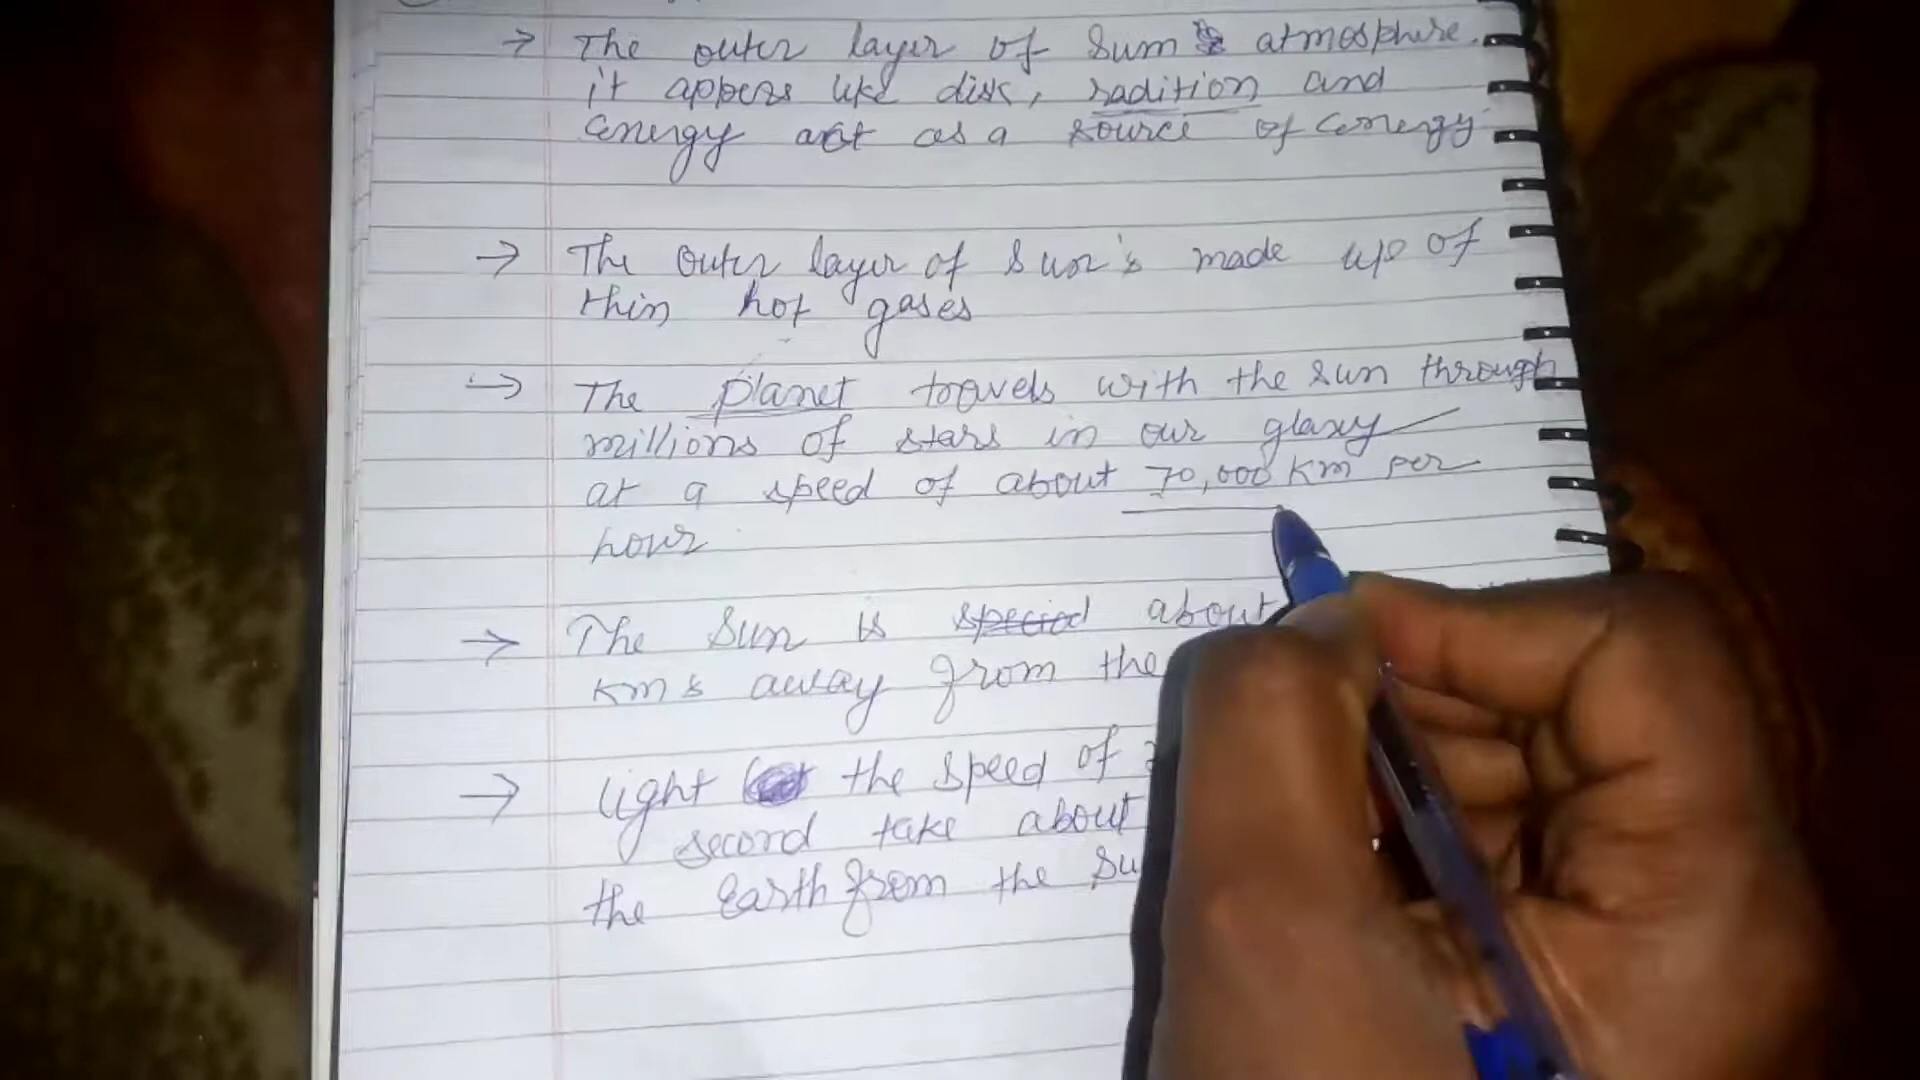 → The outer layer of Sun atmosphere.
it appers like disk, radition and
energy act as a source of energy
→ The outer layer of Sun's made up of
thin hot gases
→ The planet travels with the sun through
millions of stars in our glaxy
at a speed of about 70,000 Km per
hour
→ The Sun is about
Kms away from the
→ light the speed of
second take about
the Earth from the Su